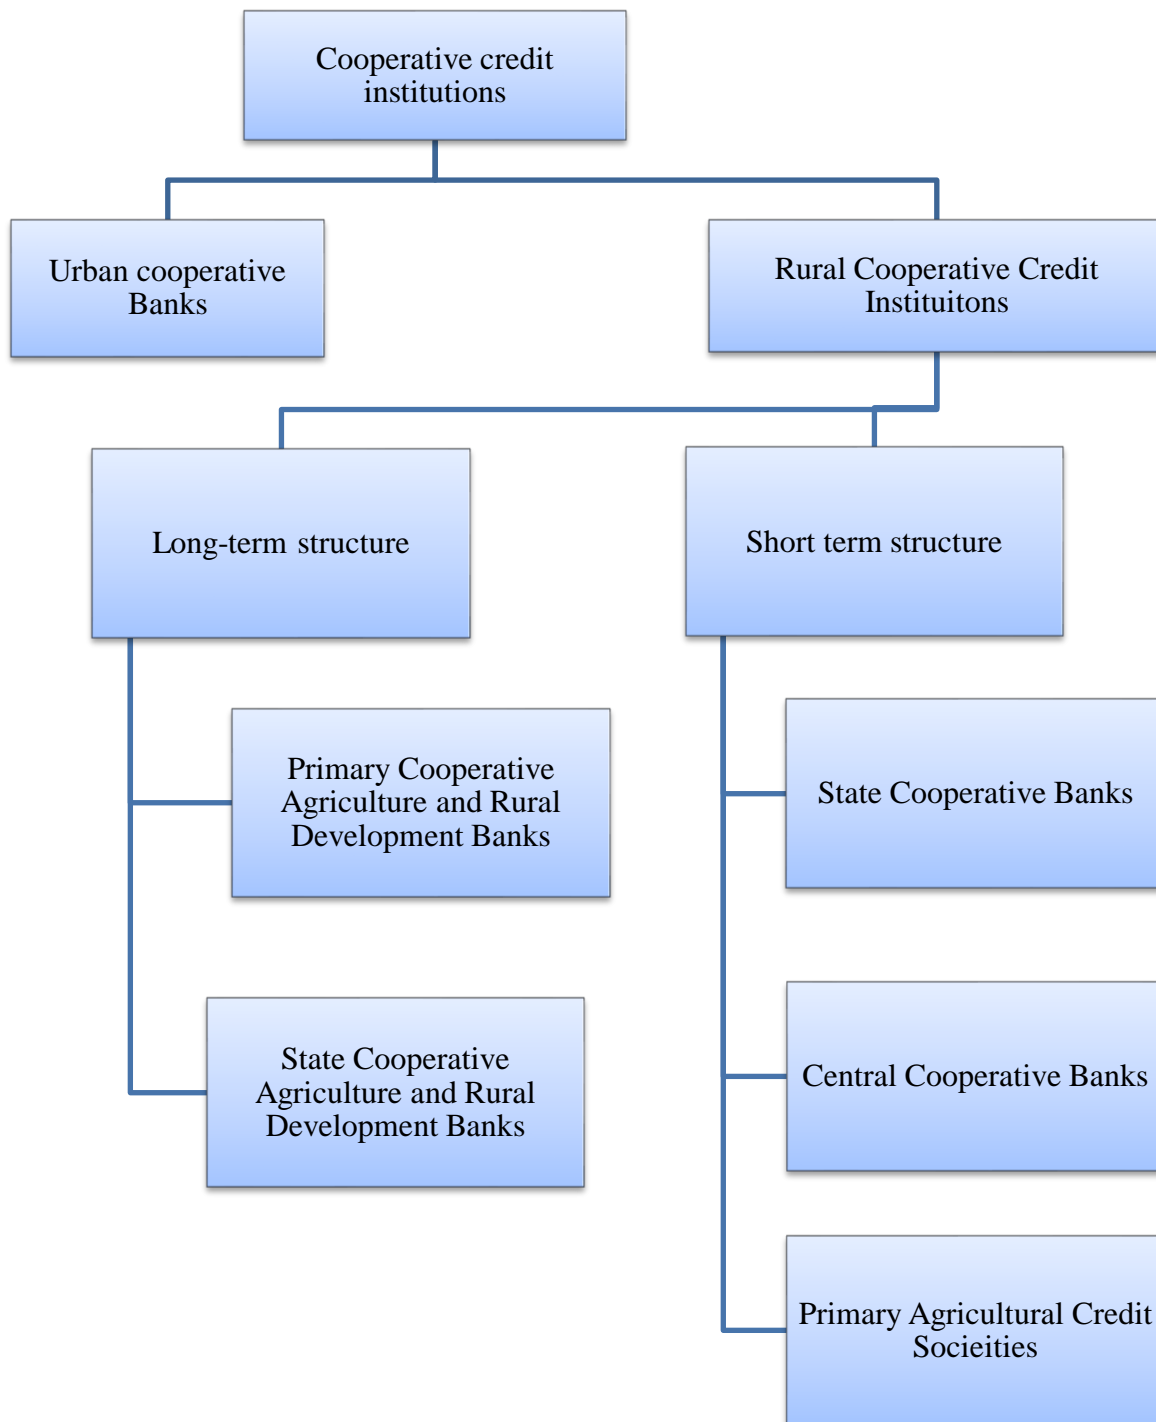 Cooperative credit
institutions
Urban cooperative
Banks
Rural Cooperative Credit
Instituitons
Long-term structure
Short term structure
Primary Cooperative
Agriculture and Rural
Development Banks
State Cooperative Banks
State Cooperative
Agriculture and Rural
Development Banks
Central Cooperative Banks
Primary Agricultural Credit
Socieities